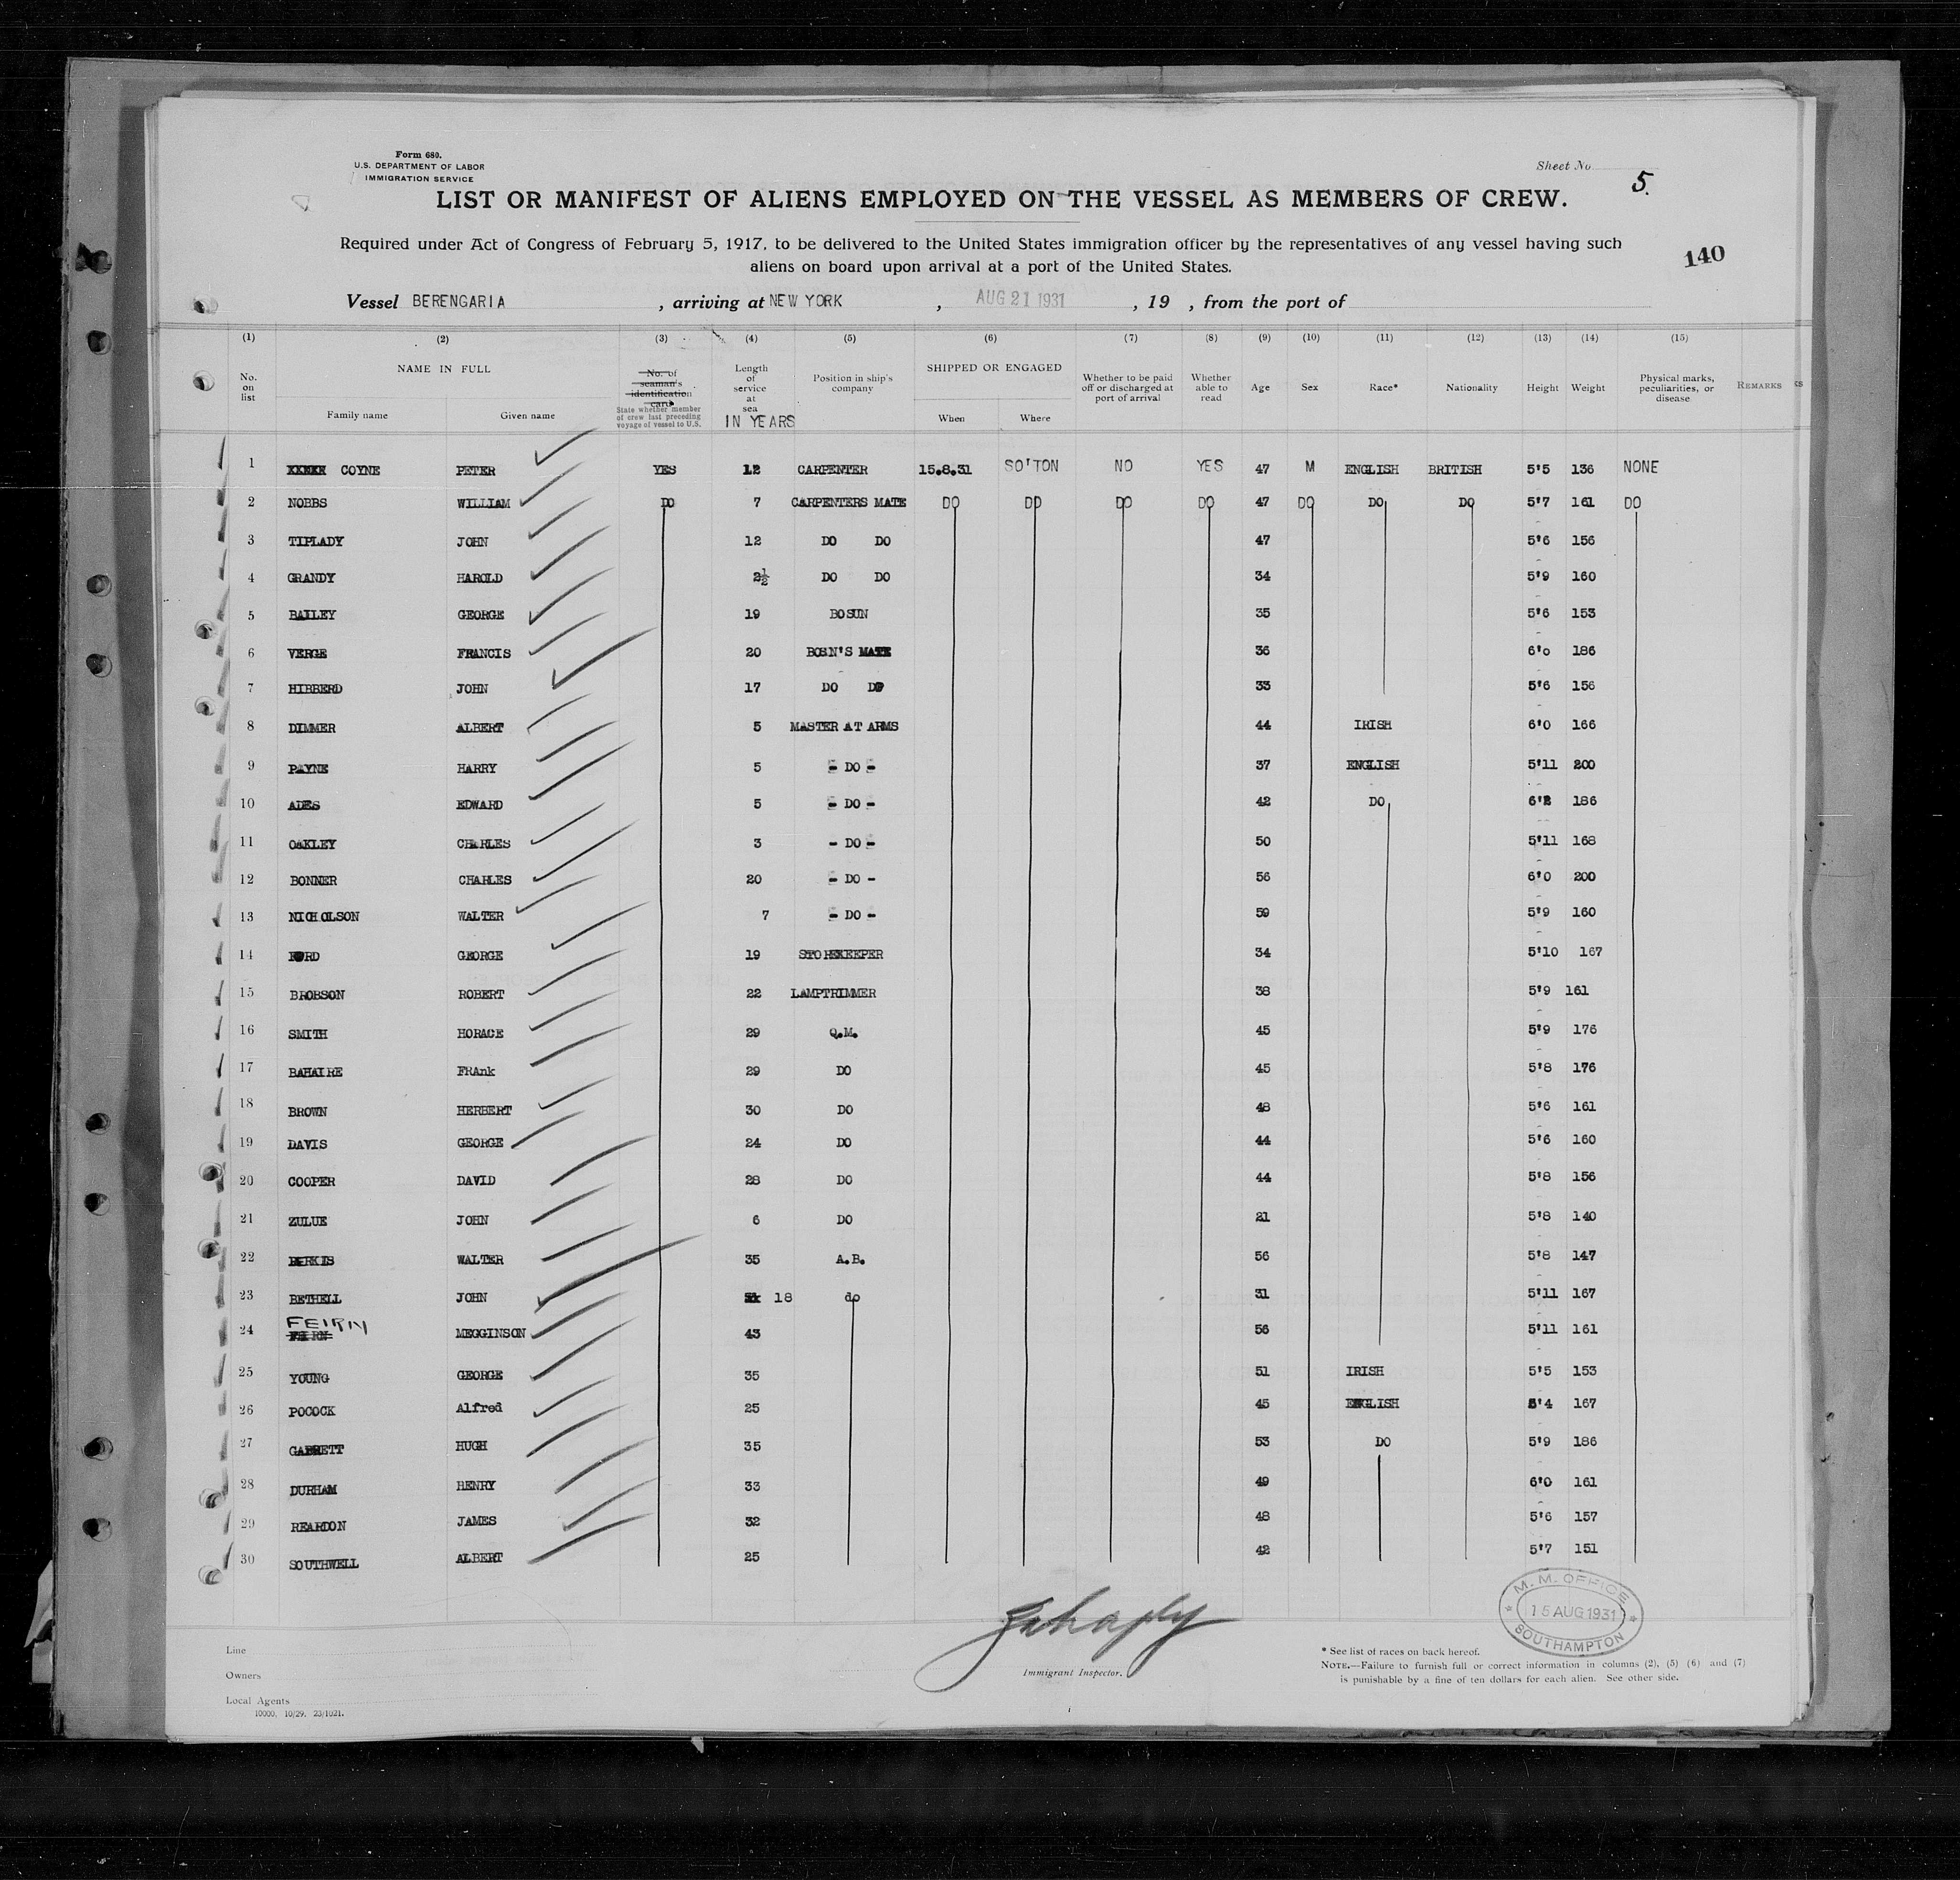 Form 680.
U.S. DEPARTMENT OF LABOR
IMMIGRATION SERVICE
Sheet No. 5.
LIST OR MANIFEST OF ALIENS EMPLOYED ON THE VESSEL AS MEMBERS OF CREW.
Required under Act of Congress of February 5, 1917, to be delivered to the United States immigration officer by the representatives of any vessel having such
aliens on board upon arrival at a port of the United States.
140
Vessel BERENGARIA , arriving at NEW YORK , AUG 21 1931 , 19 , from the port of
(1) (2) (3) (4) (5) (6) (7) (8) (9) (10) (11) (12) (13) (14) (15)
No. on list NAME IN FULL Family name Given name No. of seaman's identification card State whether member of crew last preceding voyage of vessel to U.S. Length of service at sea IN YEARS Position in ship's company SHIPPED OR ENGAGED When Where Whether to be paid off or discharged at port of arrival Whether able to read Age Sex Race* Nationality Height Weight Physical marks, peculiarities, or disease REMARKS
1 COYNE PETER YES 12 CARPENTER 15.8.31 SO'TON NO YES 47 M ENGLISH BRITISH 5'5 136 NONE
2 NOBBS WILLIAM DO 7 CARPENTERS MATE DO DO DO DO 47 DO DO DO 5'7 161 DO
3 TIPLADY JOHN 12 DO DO 47 5'6 156
4 GRANDY HAROLD 2½ DO DO 34 5'9 160
5 BAILEY GEORGE 19 BOSUN 35 5'6 153
6 VERGE FRANCIS 20 BOSN'S MATE 36 6'0 186
7 HIBBERD JOHN 17 DO DO 33 5'6 156
8 DIMMER ALBERT 5 MASTER AT ARMS 44 IRISH 6'0 166
9 PAYNE HARRY 5 - DO - 37 ENGLISH 5'11 200
10 ADES EDWARD 5 - DO - 42 DO 6'2 186
11 OAKLEY CHARLES 3 - DO - 50 5'11 168
12 BONNER CHARLES 20 - DO - 56 6'0 200
13 NICHOLSON WALTER 7 - DO - 59 5'9 160
14 FORD GEORGE 19 STOREKEEPER 34 5'10 167
15 BROBSON ROBERT 22 LAMPTRIMMER 38 5'9 161
16 SMITH HORACE 29 Q.M. 45 5'9 176
17 BAHAIRE FRAnk 29 DO 45 5'8 176
18 BROWN HERBERT 30 DO 48 5'6 161
19 DAVIS GEORGE 24 DO 44 5'6 160
20 COOPER DAVID 28 DO 44 5'8 156
21 ZULUE JOHN 6 DO 21 5'8 140
22 WALTER 35 A.B. 56 5'8 147
23 BETHELL JOHN 18 do 31 5'11 167
24 FEIRN MEGGINSON 43 56 5'11 161
25 YOUNG GEORGE 35 51 IRISH 5'5 153
26 POCOCK Alfred 25 45 ENGLISH 5'4 167
27 GARRETT HUGH 35 53 DO 5'9 186
28 DURHAM HENRY 33 49 6'0 161
29 REARDON JAMES 32 48 5'6 157
30 SOUTHWELL ALBERT 25 42 5'7 151
M. M. OFFICE
15 AUG 1931
SOUTHAMPTON
Line
Owners
Local Agents
10000. 10/29. 23/1021.
Immigrant Inspector.
* See list of races on back hereof.
NOTE.—Failure to furnish full or correct information in columns (2), (5) (6) and (7)
is punishable by a fine of ten dollars for each alien. See other side.